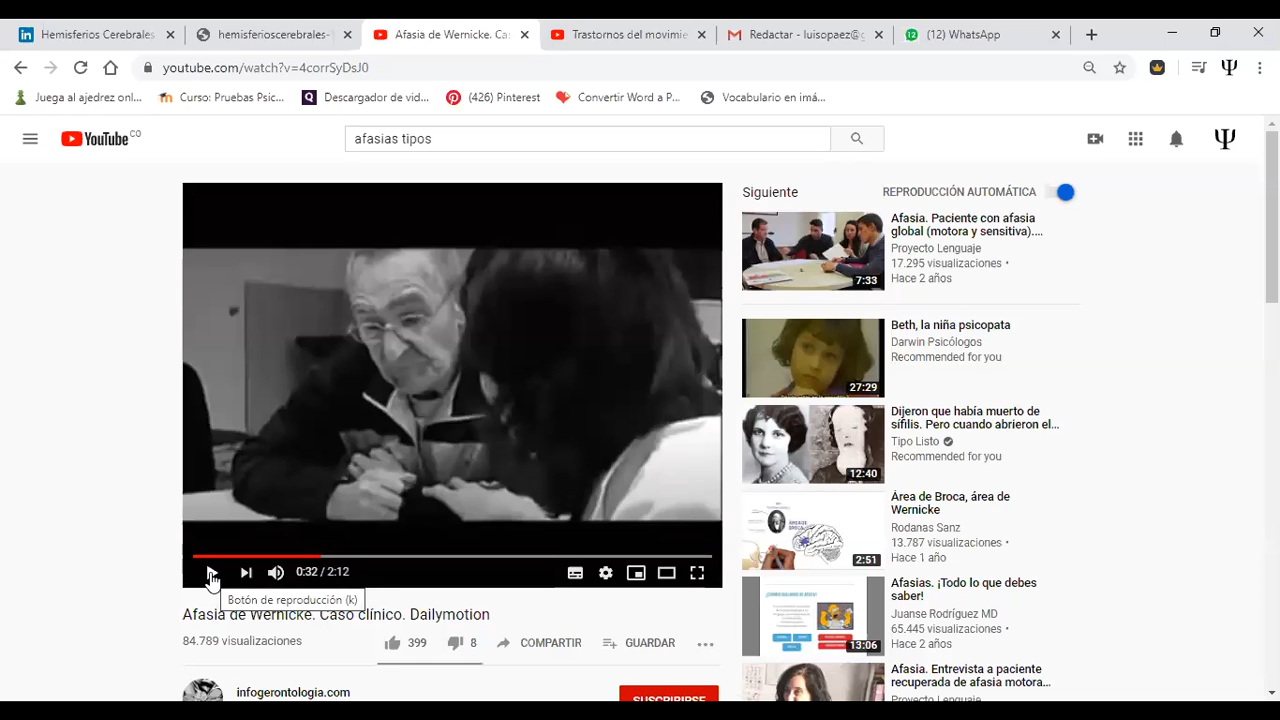 Hemisferios Cerebrales
hemisferioscerebrales-
Afasia de Wernicke. Ca
Trastornos del movimie
Redactar - luisopaez@g
(12) WhatsApp
youtube.com/watch?v=4corrSyDsJ0
Juega al ajedrez onl...
Curso: Pruebas Psic...
Descargador de vid...
(426) Pinterest
Convertir Word a P...
Vocabulario en imá...
YouTube CO
afasias tipos
Siguiente
REPRODUCCIÓN AUTOMÁTICA
Afasia. Paciente con afasia
global (motora y sensitiva)....
Proyecto Lenguaje
17.295 visualizaciones •
Hace 2 años
7:33
Beth, la niña psicopata
Darwin Psicólogos
Recommended for you
27:29
Dijeron que había muerto de
sífilis. Pero cuando abrieron el...
Tipo Listo
Recommended for you
12:40
Área de Broca, área de
Wernicke
Rodanas Sanz
13.787 visualizaciones •
Hace 1 año
2:51
Afasias. ¡Todo lo que debes
saber!
Juanse Rodríguez MD
65.445 visualizaciones •
Hace 2 años
13:06
Afasia. Entrevista a paciente
recuperada de afasia motora...
Proyecto Lenguaje
0:32 / 2:12
Botón de reproducción (k)
Afasia de Wernicke. Caso clínico. Dailymotion
84.789 visualizaciones
399
8
COMPARTIR
GUARDAR
infogerontologia.com
SUSCRIBIRSE